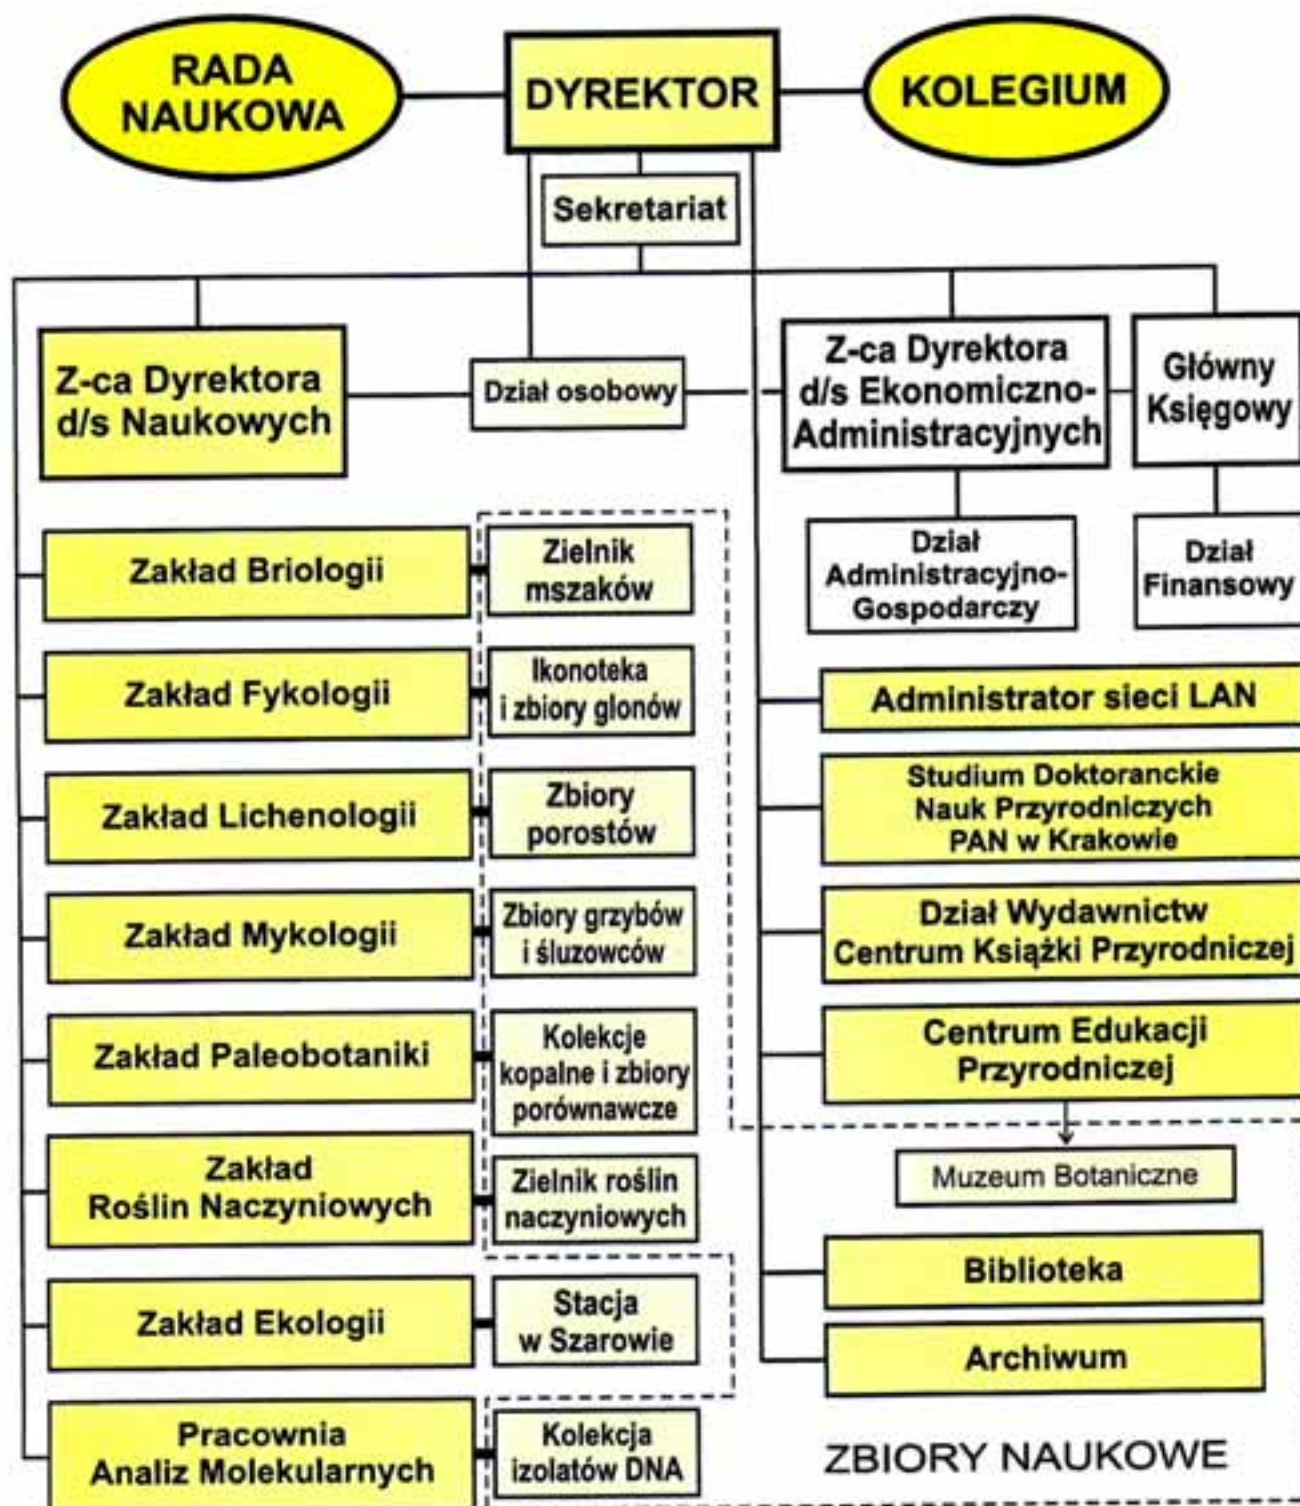 RADA
NAUKOWA
DYREKTOR
KOLEGIUM
Sekretariat
Z-ca Dyrektora
d/s Naukowych
Dział osobowy
Z-ca Dyrektora
d/s Ekonomiczno-
Administracyjnych
Główny
Księgowy
Dział
Administracyjno-
Gospodarczy
Dział
Finansowy
Zakład Briologii
Zielnik
mszaków
Zakład Fykologii
Ikonoteka
i zbiory glonów
Zakład Lichenologii
Zbiory
porostów
Zakład Mykologii
Zbiory grzybów
i śluzowców
Zakład Paleobotaniki
Kolekcje
kopalne i zbiory
porównawcze
Zakład
Roślin Naczyniowych
Zielnik roślin
naczyniowych
Zakład Ekologii
Stacja
w Szarowie
Pracownia
Analiz Molekularnych
Kolekcja
izolatów DNA
Administrator sieci LAN
Studium Doktoranckie
Nauk Przyrodniczych
PAN w Krakowie
Dział Wydawnictw
Centrum Książki Przyrodniczej
Centrum Edukacji
Przyrodniczej
Muzeum Botaniczne
Biblioteka
Archiwum
ZBIORY NAUKOWE